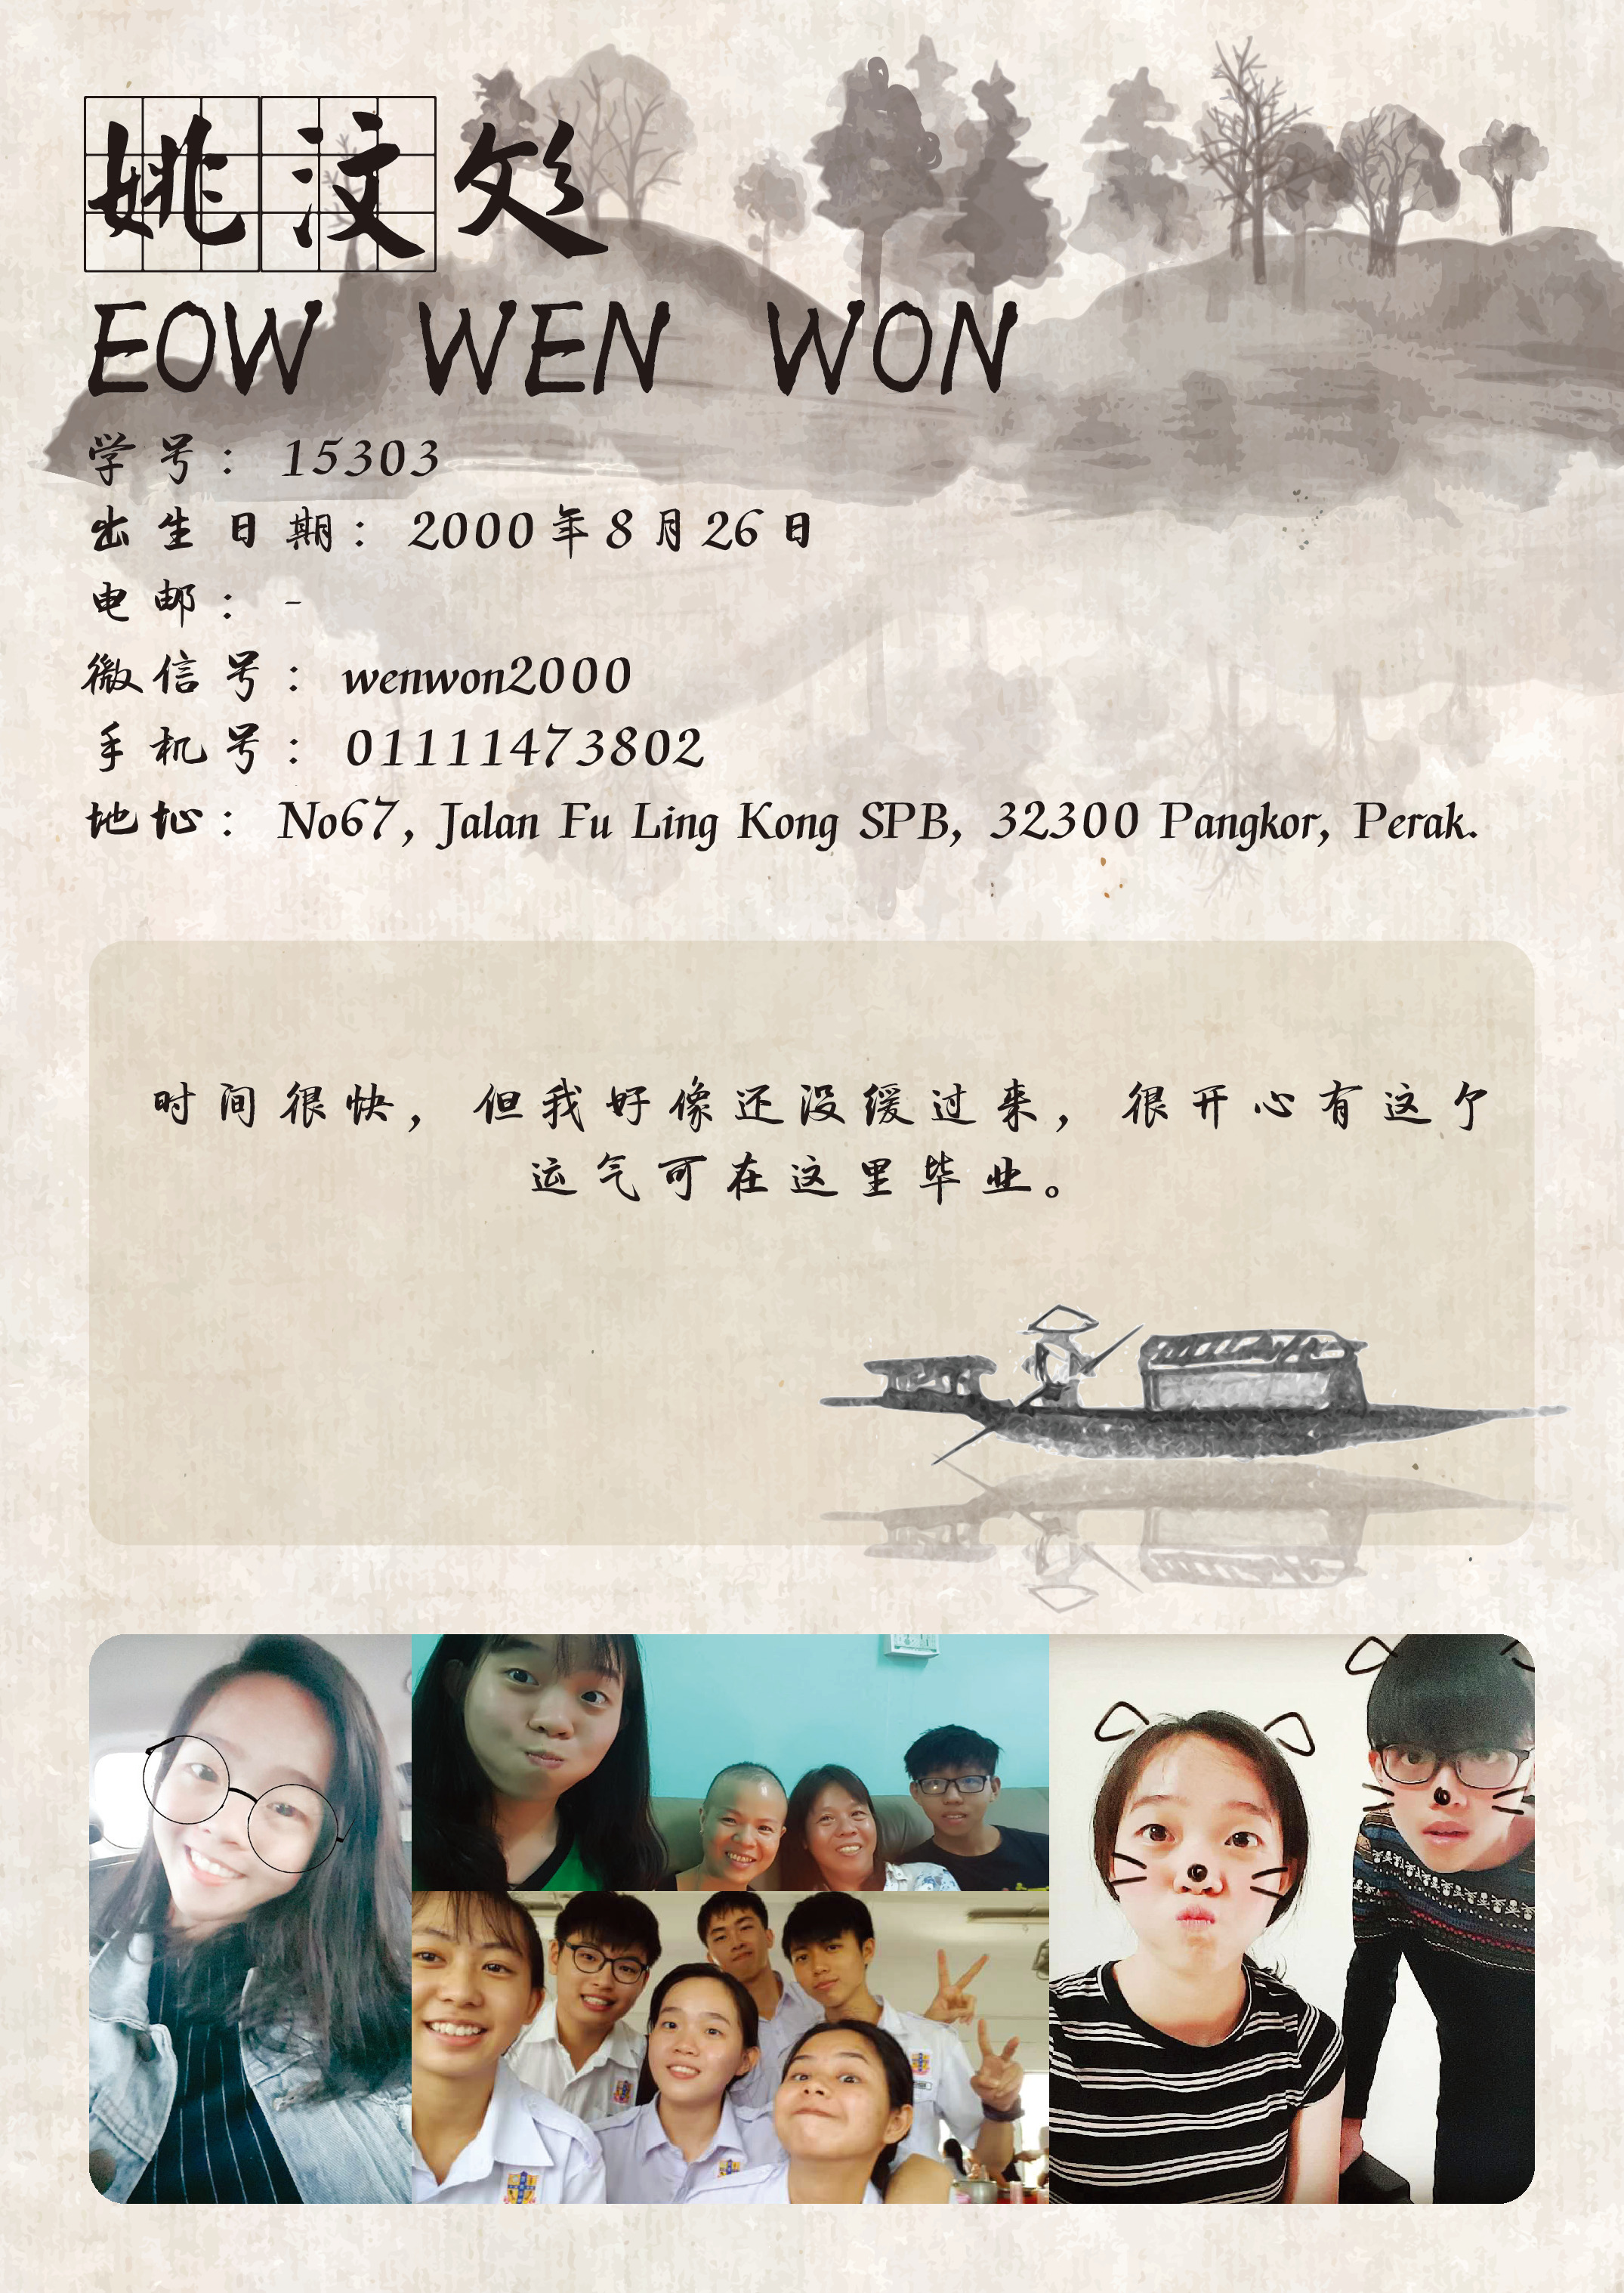 姚汶妏
EOW WEN WON
学号： 15303
出生日期： 2000年8月26日
电邮： -
微信号： wenwon2000
手机号： 01111473802
地址： No67, Jalan Fu Ling Kong SPB, 32300 Pangkor, Perak.
时间很快，但我好像还没缓过来，很开心有这个
运气可在这里毕业。